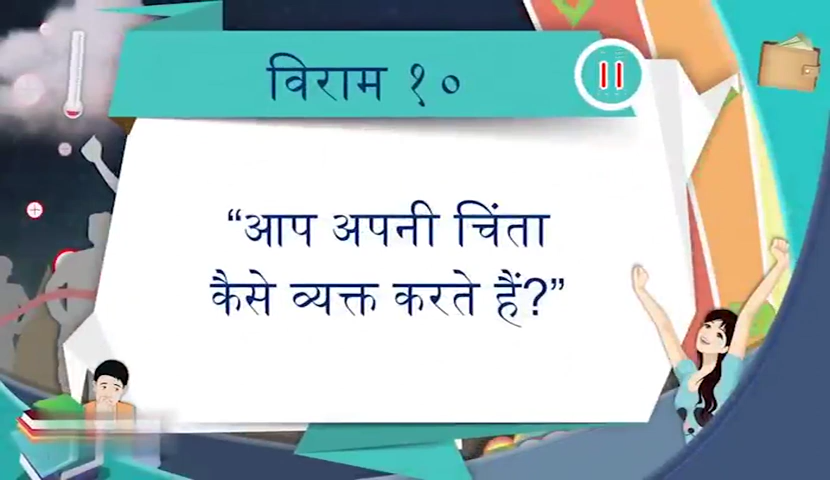 विराम १०
“आप अपनी चिंता
कैसे व्यक्त करते हैं?”